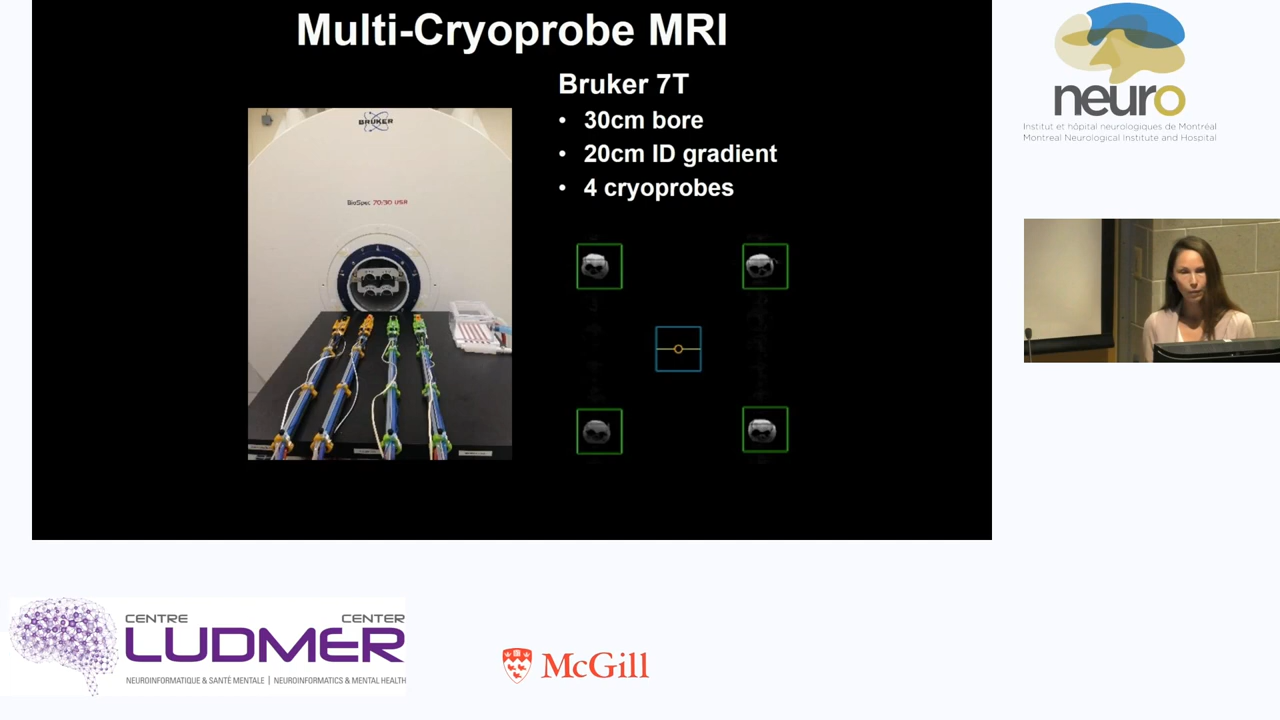 Multi-Cryoprobe MRI
Bruker 7T
• 30cm bore
• 20cm ID gradient
• 4 cryoprobes
BRUKER
BioSpec 70/30 USR
neuro
Institut et hôpital neurologiques de Montréal
Montreal Neurological Institute and Hospital
CENTRE CENTER
LUDMER
NEUROINFORMATIQUE & SANTÉ MENTALE | NEUROINFORMATICS & MENTAL HEALTH
McGill